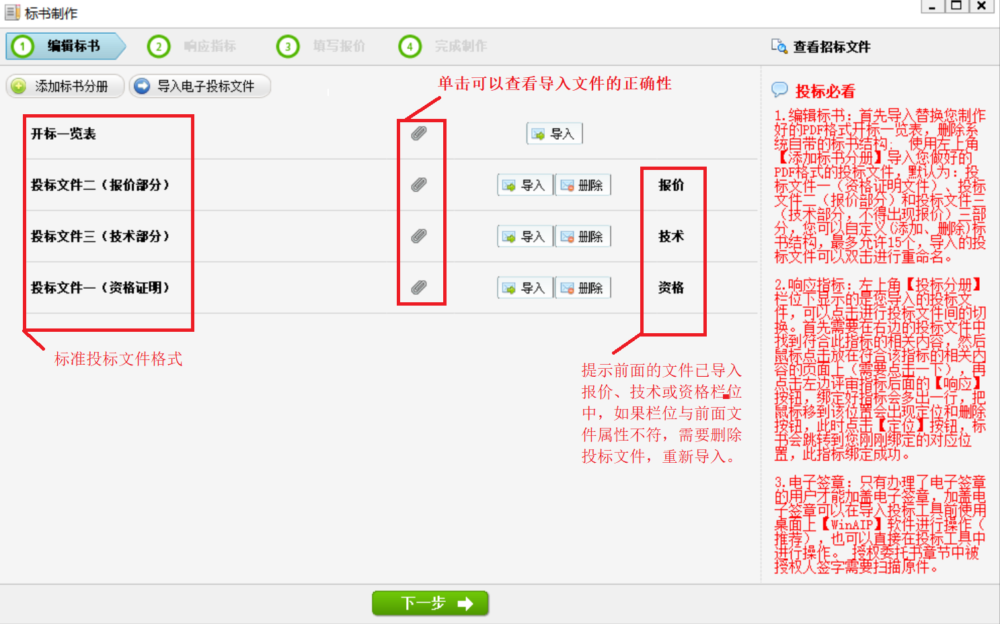 标书制作
1 编辑标书 2 响应指标 3 填写报价 4 完成制作 查看招标文件
添加标书分册 导入电子投标文件
单击可以查看导入文件的正确性
开标一览表 导入
投标文件二（报价部分） 导入 删除 报价
投标文件三（技术部分） 导入 删除 技术
投标文件一（资格证明） 导入 删除 资格
标准投标文件格式
提示前面的文件已导入
报价、技术或资格栏位
中，如果栏位与前面文
件属性不符，需要删除
投标文件，重新导入。
投标必看
1.编辑标书：首先导入替换您制作
好的PDF格式开标一览表，删除系
统自带的标书结构； 使用左上角
【添加标书分册】导入您做好的
PDF格式的投标文件，默认为：投
标文件一（资格证明文件）、投标
文件二（报价部分）和投标文件三
（技术部分，不得出现报价）三部
分，您可以自定义(添加、删除)标
书结构，最多允许15个，导入的投
标文件可以双击进行重命名。
2.响应指标：左上角【投标分册】
栏位下显示的是您导入的投标文
件，可以点击进行投标文件间的切
换。首先需要在右边的投标文件中
找到符合此指标的相关内容，然后
鼠标点击放在符合该指标的相关内
容的页面上（需要点击一下），再
点击左边评审指标后面的【响应】
按钮，绑定好指标会多出一行，把
鼠标移到该位置会出现定位和删除
按钮，此时点击【定位】按钮，标
书会跳转到您刚刚绑定的对应位
置，此指标绑定成功。
3.电子签章：只有办理了电子签章
的用户才能加盖电子签章，加盖电
子签章可以在导入投标工具前使用
桌面上【WinAIP】软件进行操作（
推荐），也可以直接在投标工具中
进行操作。 授权委托书章节中被
授权人签字需要扫描原件。
下一步